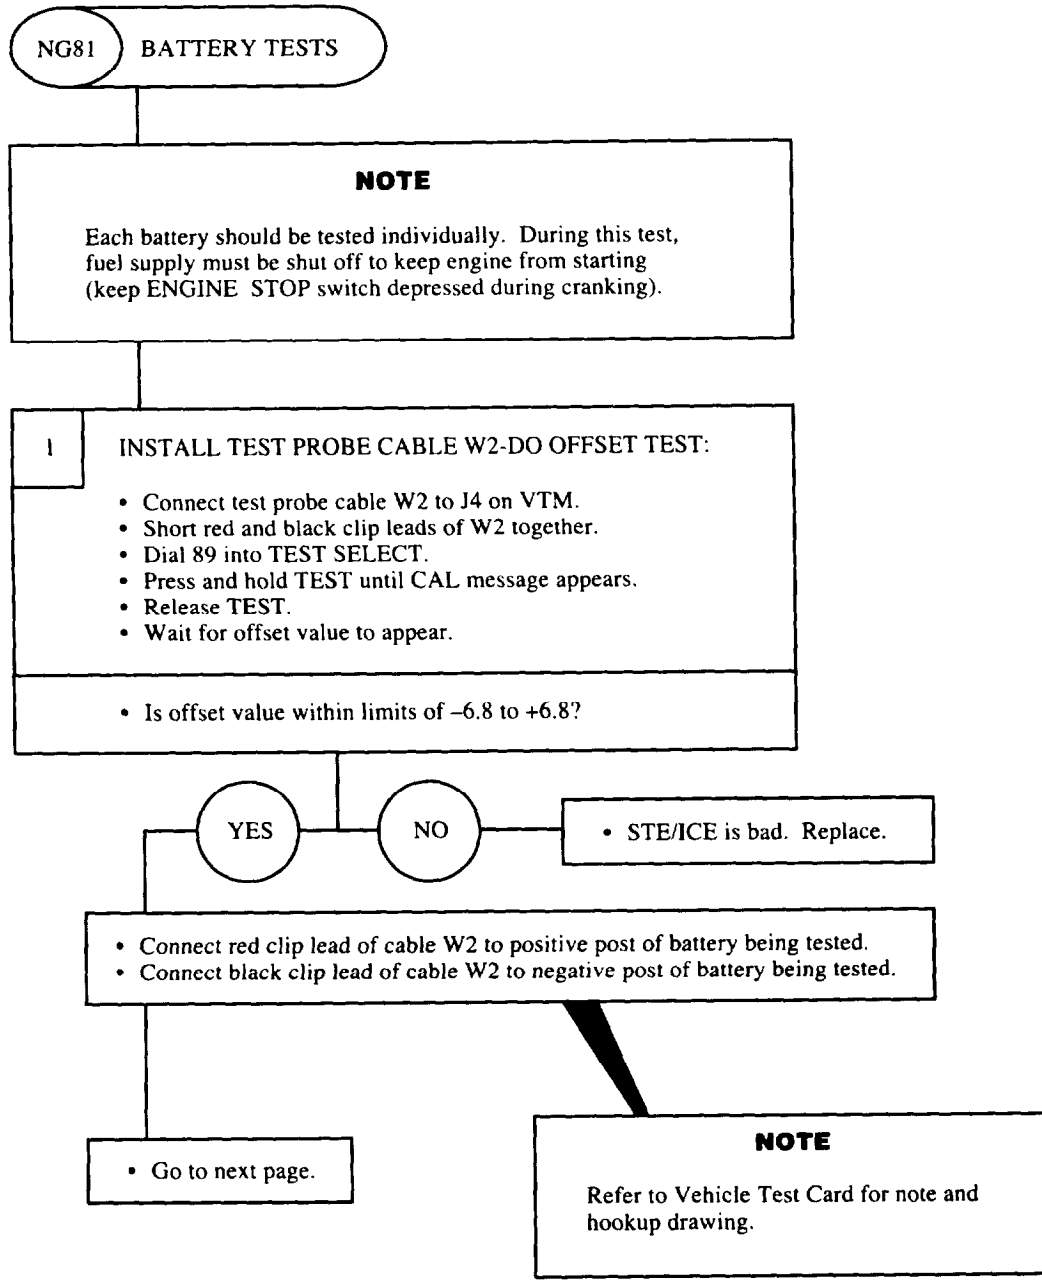 NG81 BATTERY TESTS
NOTE
Each battery should be tested individually. During this test,
fuel supply must be shut off to keep engine from starting
(keep ENGINE STOP switch depressed during cranking).
1 INSTALL TEST PROBE CABLE W2-DO OFFSET TEST:
• Connect test probe cable W2 to J4 on VTM.
• Short red and black clip leads of W2 together.
• Dial 89 into TEST SELECT.
• Press and hold TEST until CAL message appears.
• Release TEST.
• Wait for offset value to appear.
• Is offset value within limits of –6.8 to +6.8?
YES
NO
• STE/ICE is bad. Replace.
• Connect red clip lead of cable W2 to positive post of battery being tested.
• Connect black clip lead of cable W2 to negative post of battery being tested.
• Go to next page.
NOTE
Refer to Vehicle Test Card for note and
hookup drawing.